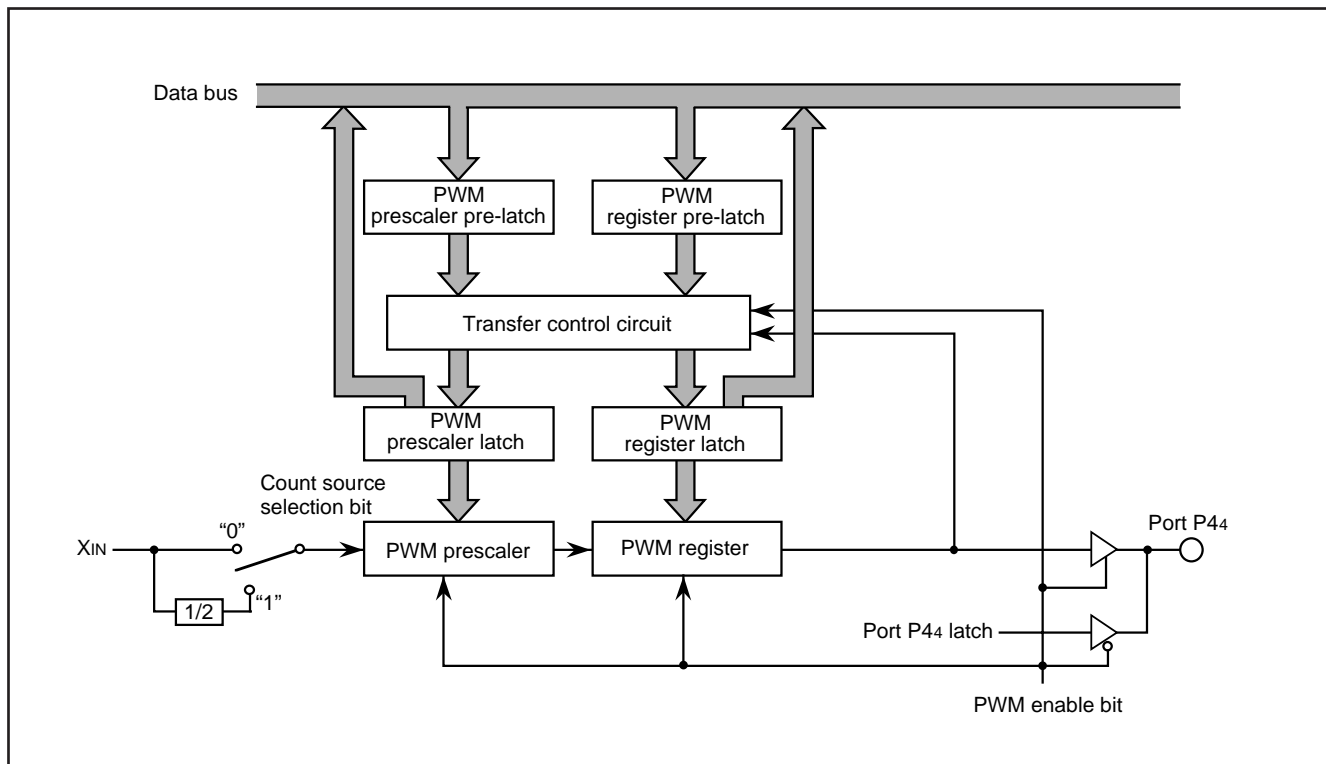 Data bus
PWM
prescaler pre-latch
PWM
register pre-latch
Transfer control circuit
PWM
prescaler latch
PWM
register latch
Count source
selection bit
XIN
“0”
“1”
1/2
PWM prescaler
PWM register
Port P44
Port P44 latch
PWM enable bit